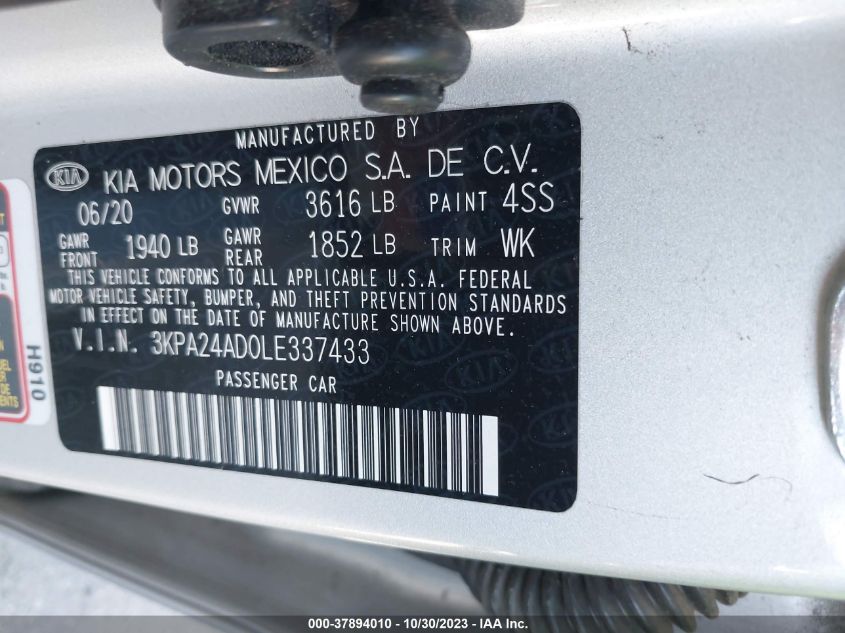 MANUFACTURED BY
KIA
KIA MOTORS MEXICO S.A. DE C.V.
06/20 GVWR 3616 LB PAINT 4SS
GAWR FRONT 1940 LB GAWR REAR 1852 LB TRIM WK
THIS VEHICLE CONFORMS TO ALL APPLICABLE U.S.A. FEDERAL
MOTOR VEHICLE SAFETY, BUMPER, AND THEFT PREVENTION STANDARDS
IN EFFECT ON THE DATE OF MANUFACTURE SHOWN ABOVE.
V.I.N. 3KPA24AD0LE337433
PASSENGER CAR
H910
000-37894010 - 10/30/2023 - IAA Inc.